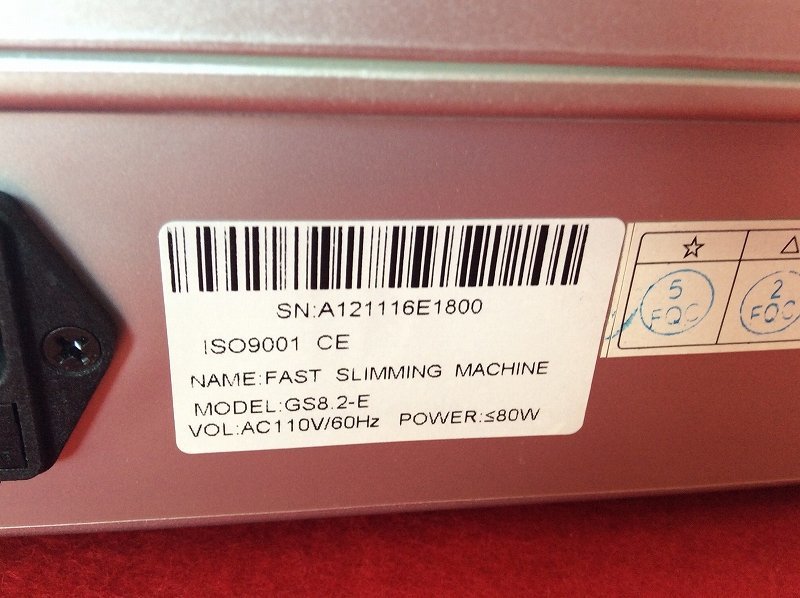 SN:A121116E1800
ISO9001 CE
NAME:FAST SLIMMING MACHINE
MODEL:GS8.2-E
VOL:AC110V/60Hz POWER:≤80W
☆ △
5 2
FQC FQC